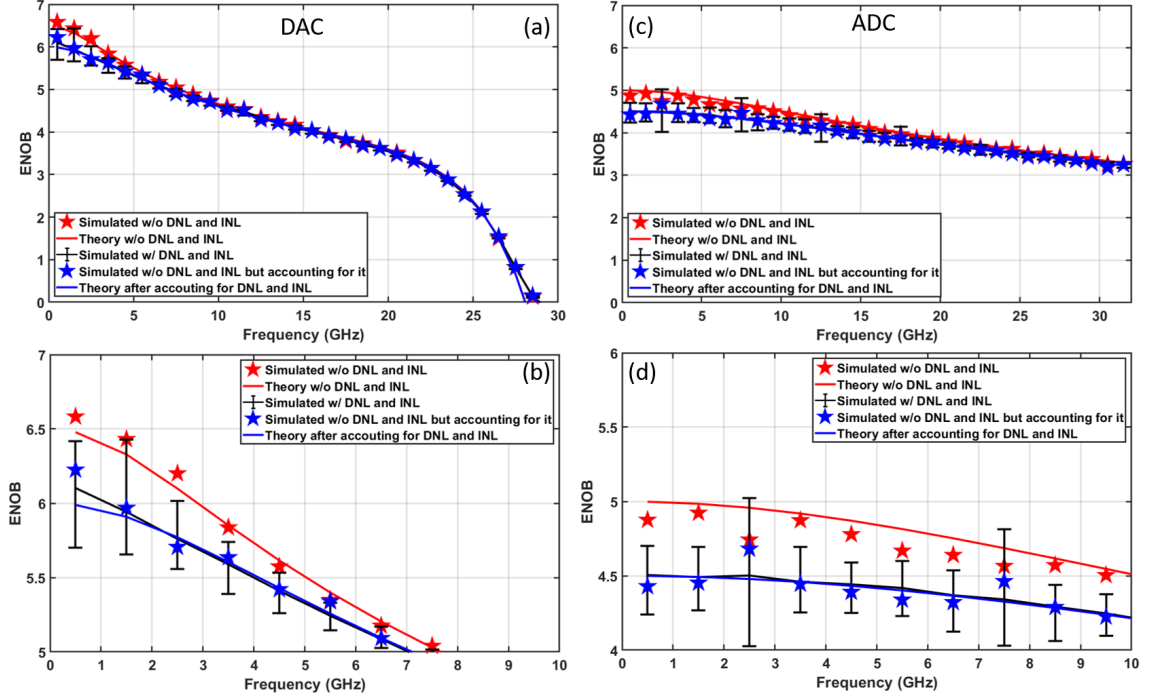 DAC
(a)
ENOB
7
6
5
4
3
2
1
0
Simulated w/o DNL and INL
Theory w/o DNL and INL
Simulated w/ DNL and INL
Simulated w/o DNL and INL but accounting for it
Theory after accouting for DNL and INL
0 5 10 15 20 25 30
Frequency (GHz)
ADC
(c)
ENOB
7
6
5
4
3
2
1
0
Simulated w/o DNL and INL
Theory w/o DNL and INL
Simulated w/ DNL and INL
Simulated w/o DNL and INL but accounting for it
Theory after accounting for DNL and INL
0 5 10 15 20 25 30
Frequency (GHz)
(b)
ENOB
7
6.5
6
5.5
5
Simulated w/o DNL and INL
Theory w/o DNL and INL
Simulated w/ DNL and INL
Simulated w/o DNL and INL but accounting for it
Theory after accouting for DNL and INL
0 1 2 3 4 5 6 7 8 9 10
Frequency (GHz)
(d)
ENOB
6
5.5
5
4.5
4
Simulated w/o DNL and INL
Theory w/o DNL and INL
Simulated w/ DNL and INL
Simulated w/o DNL and INL but accounting for it
Theory after accouting for DNL and INL
0 1 2 3 4 5 6 7 8 9 10
Frequency (GHz)